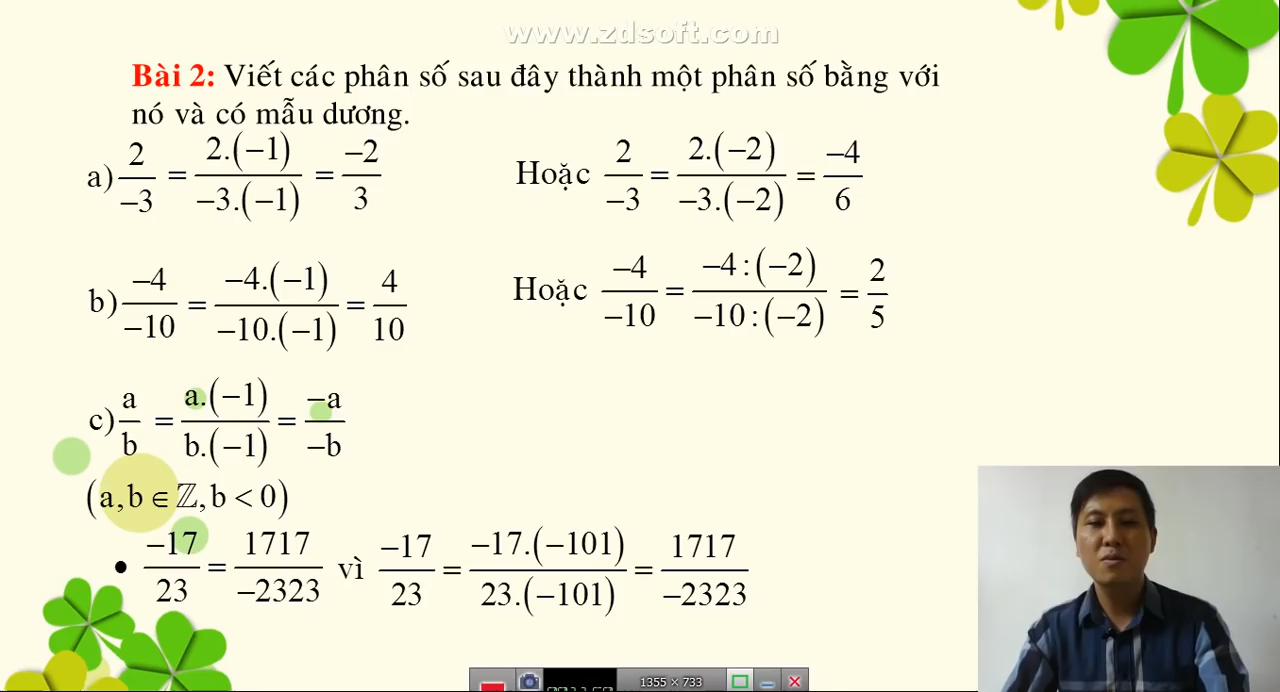 www.zdsoft.com
Bài 2: Viết các phân số sau đây thành một phân số bằng với
nó và có mẫu dương.
a) 2/−3 = 2.(−1)/−3.(−1) = −2/3
Hoặc 2/−3 = 2.(−2)/−3.(−2) = −4/6
b) −4/−10 = −4.(−1)/−10.(−1) = 4/10
Hoặc −4/−10 = −4:(−2)/−10:(−2) = 2/5
c) a/b = a.(−1)/b.(−1) = −a/−b
(a,b ∈ ℤ, b < 0)
• −17/23 = 1717/−2323 vì −17/23 = −17.(−101)/23.(−101) = 1717/−2323
1355 × 733